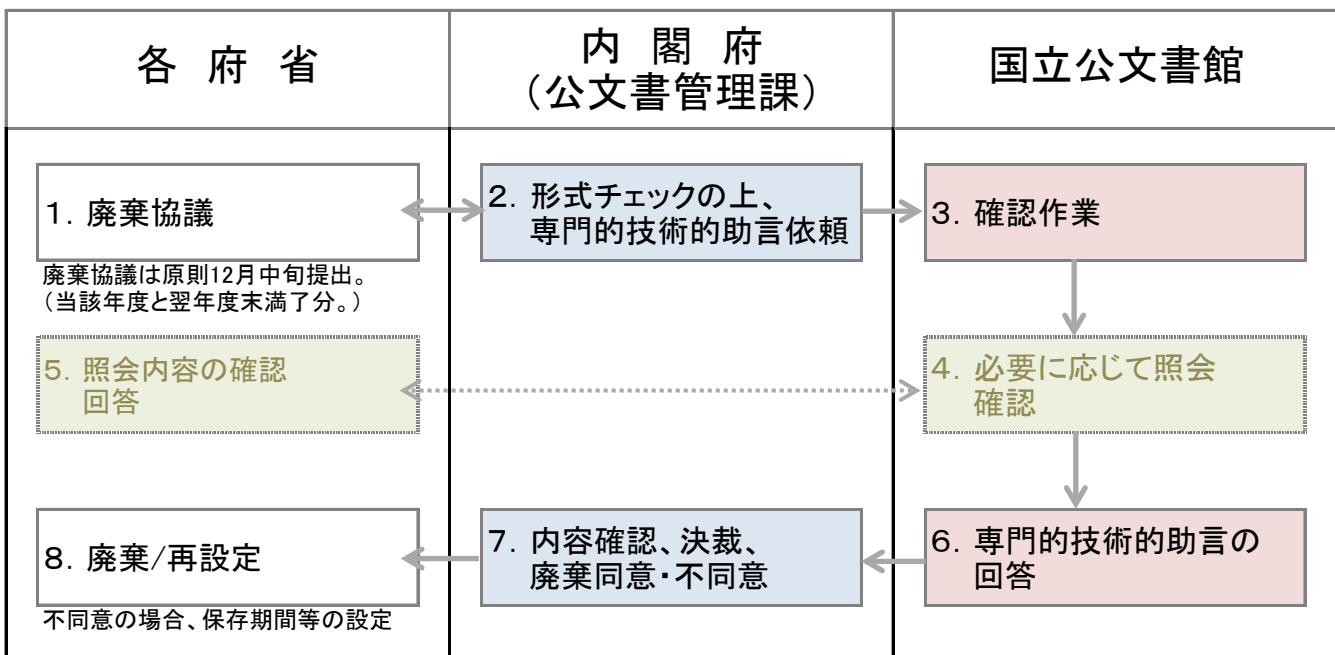 各 府 省
内 閣 府
（公文書管理課）
国立公文書館
1．廃棄協議
2．形式チェックの上、
専門的技術的助言依頼
3．確認作業
廃棄協議は原則12月中旬提出。
（当該年度と翌年度末満了分。）
5．照会内容の確認
回答
4．必要に応じて照会
確認
8．廃棄/再設定
7．内容確認、決裁、
廃棄同意・不同意
6．専門的技術的助言の
回答
不同意の場合、保存期間等の設定